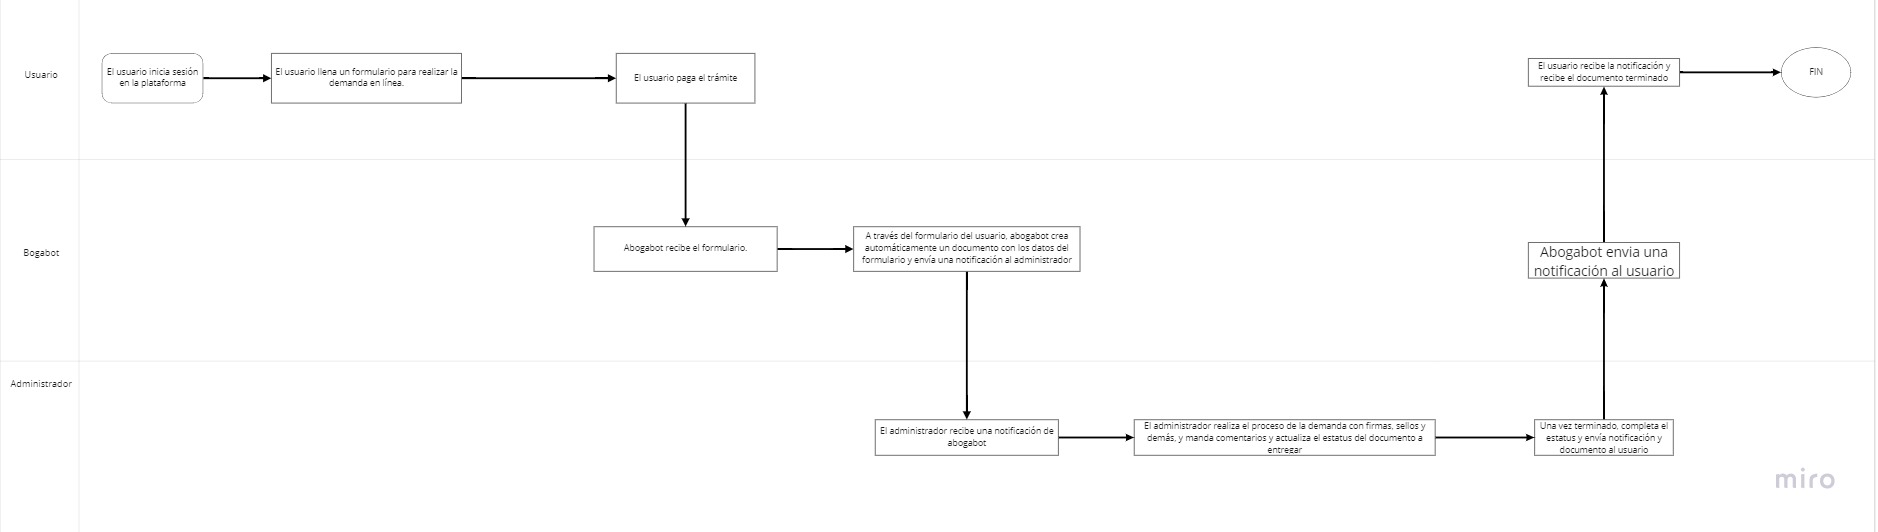 Usuario
El usuario inicia sesión
en la plataforma
El usuario llena un formulario para realizar la
demanda en línea.
El usuario paga el trámite
El usuario recibe la notificación y
recibe el documento terminado
FIN
Bogabot
Abogabot recibe el formulario.
A través del formulario del usuario, abogabot crea
automáticamente un documento con los datos del
formulario y envía una notificación al administrador
Abogabot envia una
notificación al usuario
Administrador
El administrador recibe una notificación de
abogabot
El administrador realiza el proceso de la demanda con firmas, sellos y
demás, y manda comentarios y actualiza el estatus del documento a
entregar
Una vez terminado, completa el
estatus y envía notificación y
documento al usuario
miro